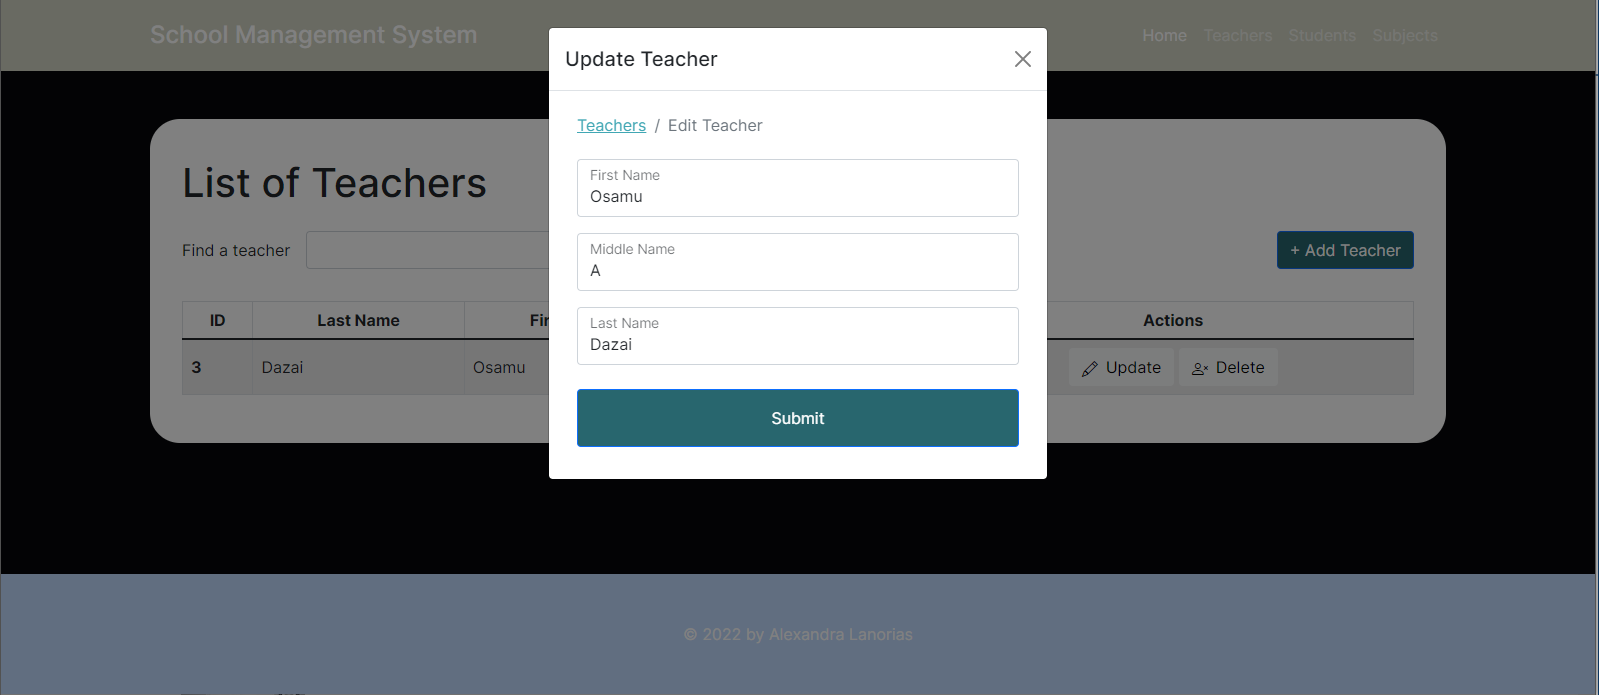 School Management System
Home Teachers Students Subjects
Update Teacher
Teachers / Edit Teacher
First Name
Osamu
Middle Name
A
Last Name
Dazai
Submit
List of Teachers
Find a teacher
+ Add Teacher
ID Last Name Fir Actions
3 Dazai Osamu Update Delete
© 2022 by Alexandra Lanorias